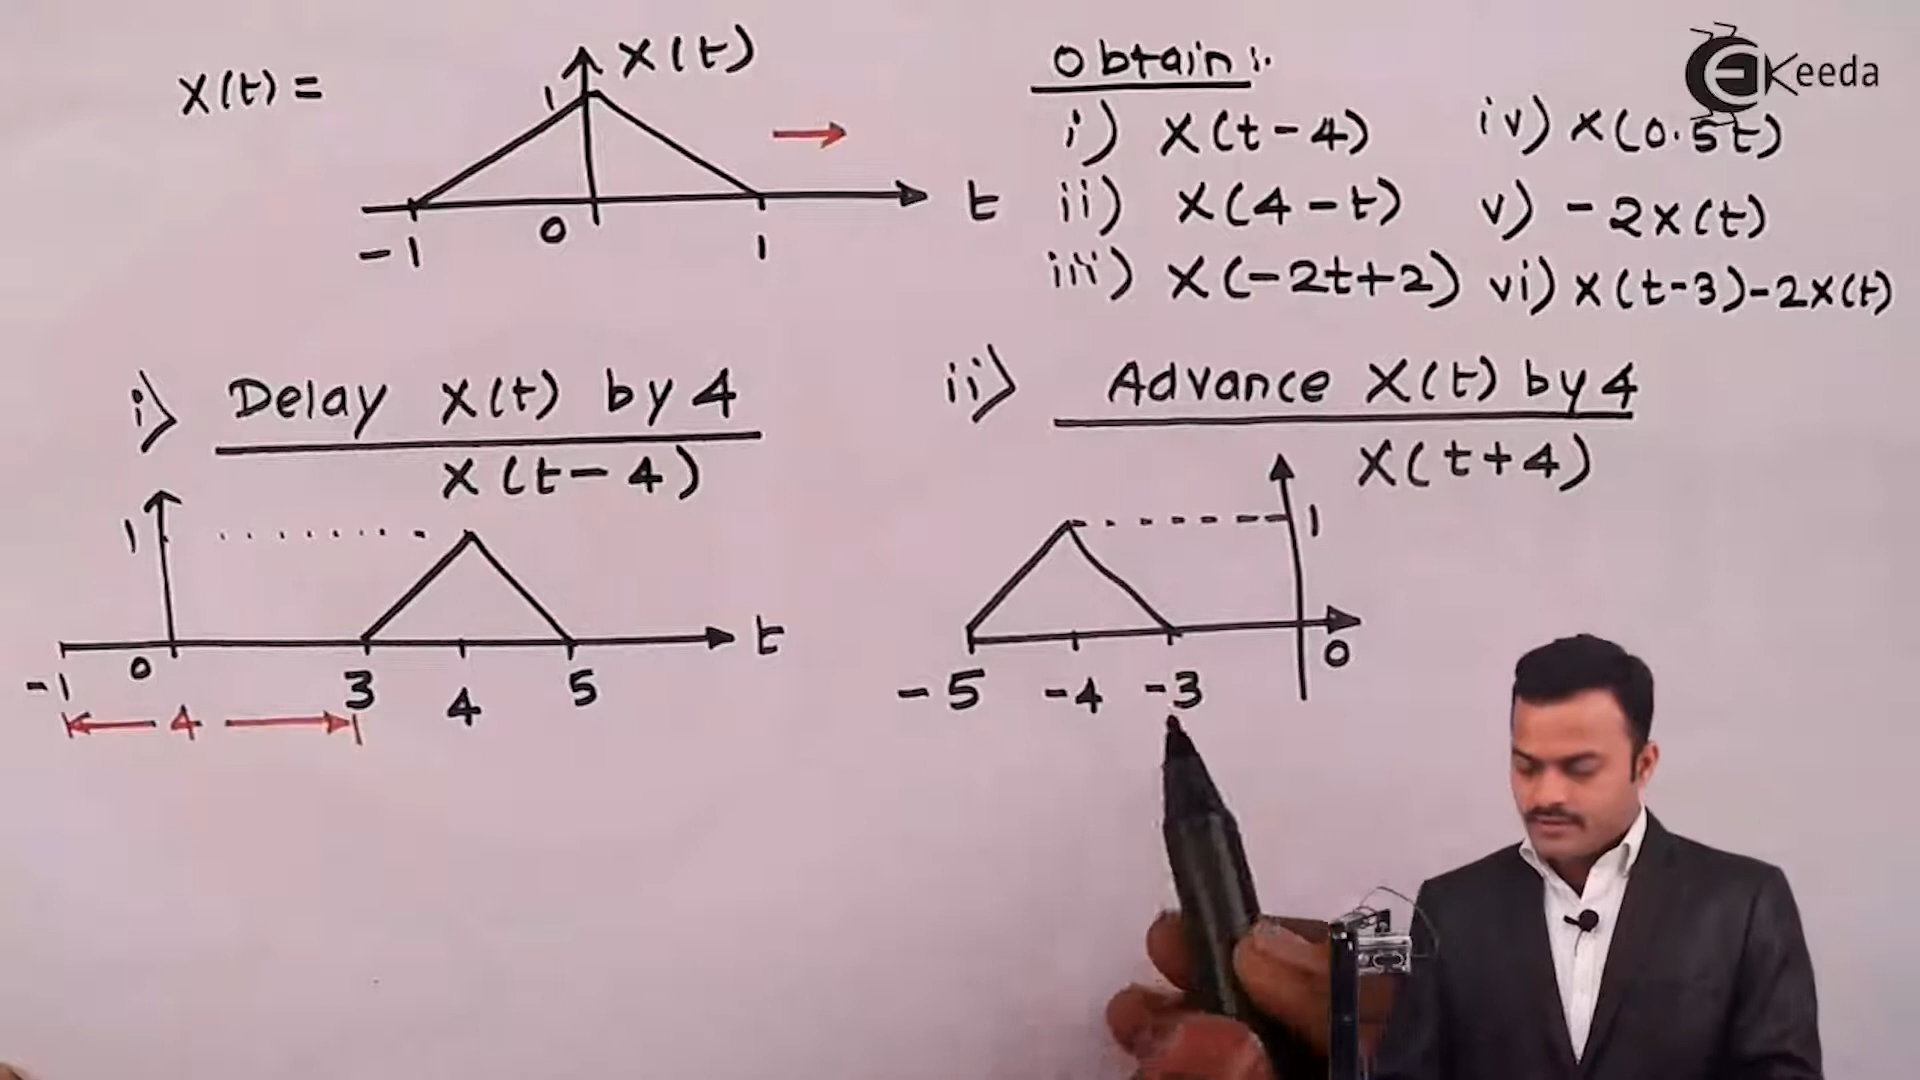 X(t) =
X(t)
1
-1
0
1
t
Obtain:
i) X(t-4)
ii) X(4-t)
iii) X(-2t+2)
iv) X(0.5t)
v) -2X(t)
vi) X(t-3)-2X(t)
Keeda
i) Delay X(t) by 4
X(t-4)
1
t
-1 0 3 4 5
4
ii) Advance X(t) by 4
X(t+4)
1
-5 -4 -3 0